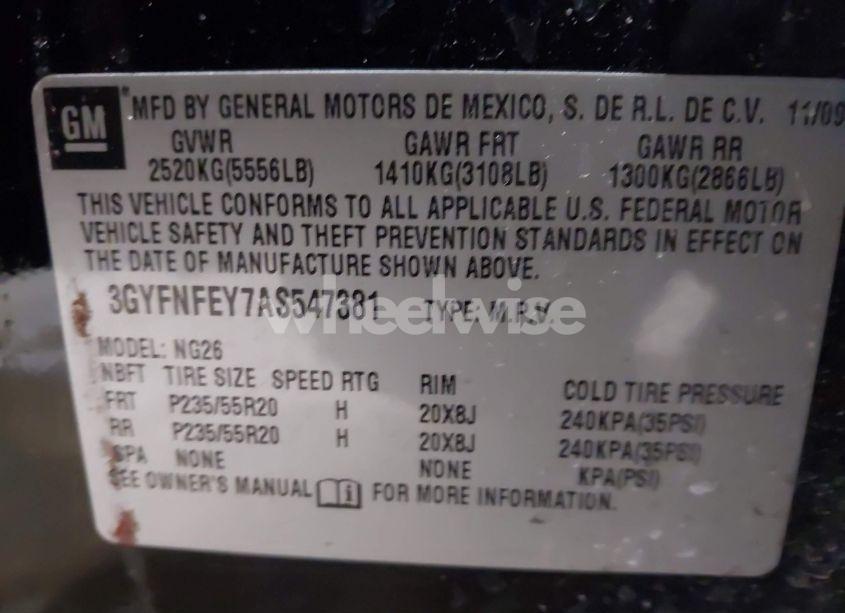 GM
MFD BY GENERAL MOTORS DE MEXICO, S. DE R.L. DE C.V. 11/09
GVWR GAWR FRT GAWR RR
2520KG(5556LB) 1410KG(3108LB) 1300KG(2866LB)
THIS VEHICLE CONFORMS TO ALL APPLICABLE U.S. FEDERAL MOTOR
VEHICLE SAFETY AND THEFT PREVENTION STANDARDS IN EFFECT ON
THE DATE OF MANUFACTURE SHOWN ABOVE.
3GYFNFEY7AS547381 TYPE: M.P.V.
wheelwise
MODEL: NG26
NBFT TIRE SIZE SPEED RTG RIM COLD TIRE PRESSURE
FRT P235/55R20 H 20X8J 240KPA(35PSI)
RR P235/55R20 H 20X8J 240KPA(35PSI)
SPA NONE NONE KPA(PSI)
SEE OWNER'S MANUAL FOR MORE INFORMATION.